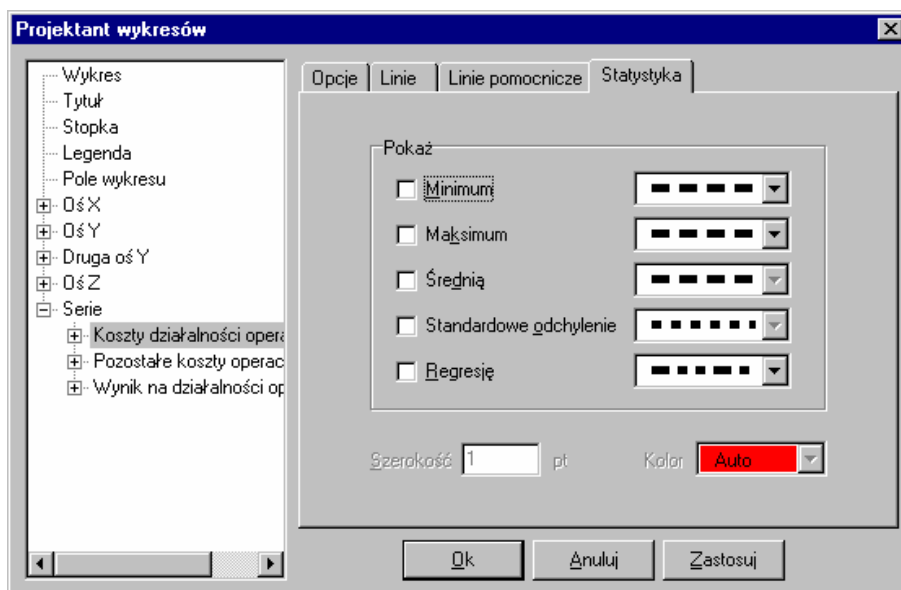 Projektant wykresów
Wykres
Tytuł
Stopka
Legenda
Pole wykresu
Oś X
Oś Y
Druga oś Y
Oś Z
Serie
Koszty działalności opera
Pozostałe koszty operac
Wynik na działalności op
Opcje
Linie
Linie pomocnicze
Statystyka
Pokaż
Minimum
Maksimum
Średnią
Standardowe odchylenie
Regresję
Szerokość 1 pt
Kolor Auto
Ok
Anuluj
Zastosuj